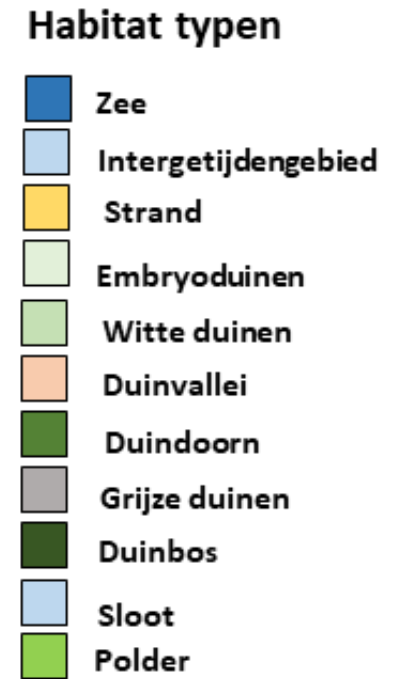 Habitat typen
Zee
Intergetijdengebied
Strand
Embryoduinen
Witte duinen
Duinvallei
Duindoorn
Grijze duinen
Duinbos
Sloot
Polder